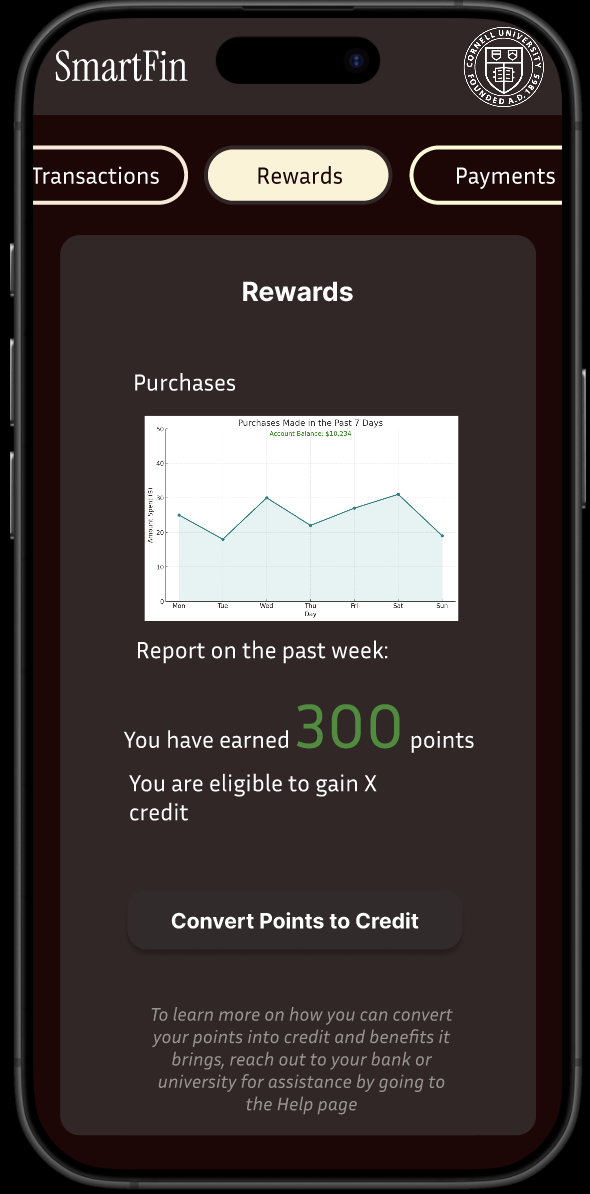 SmartFin
CORNELL UNIVERSITY
FOUNDED A.D. 1865
Transactions
Rewards
Payments
Rewards
Purchases
Purchases Made in the Past 7 Days
Account Balance: $10,234
Amount Spent ($)
50
40
30
20
10
0
Mon Tue Wed Thu Fri Sat Sun
Day
Report on the past week:
You have earned 300 points
You are eligible to gain X
credit
Convert Points to Credit
To learn more on how you can convert
your points into credit and benefits it
brings, reach out to your bank or
university for assistance by going to
the Help page